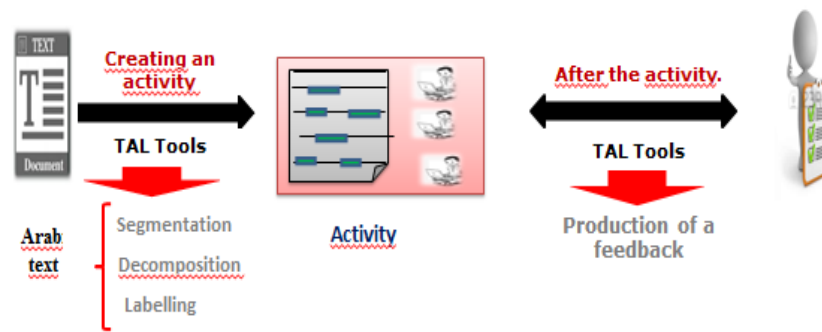 TEXT
T
Document
Creating an
activity
TAL Tools
Arab
text
Segmentation
Decomposition
Labelling
Activity
After the activity.
TAL Tools
Production of a
feedback